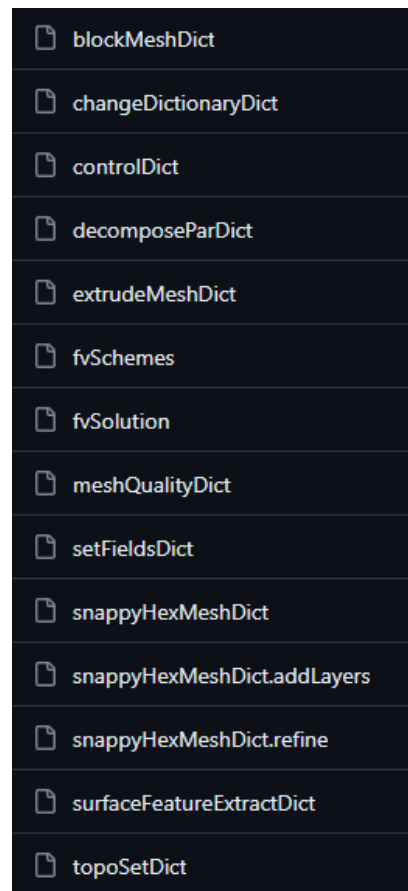 blockMeshDict
changeDictionaryDict
controlDict
decomposeParDict
extrudeMeshDict
fvSchemes
fvSolution
meshQualityDict
setFieldsDict
snappyHexMeshDict
snappyHexMeshDict.addLayers
snappyHexMeshDict.refine
surfaceFeatureExtractDict
topoSetDict